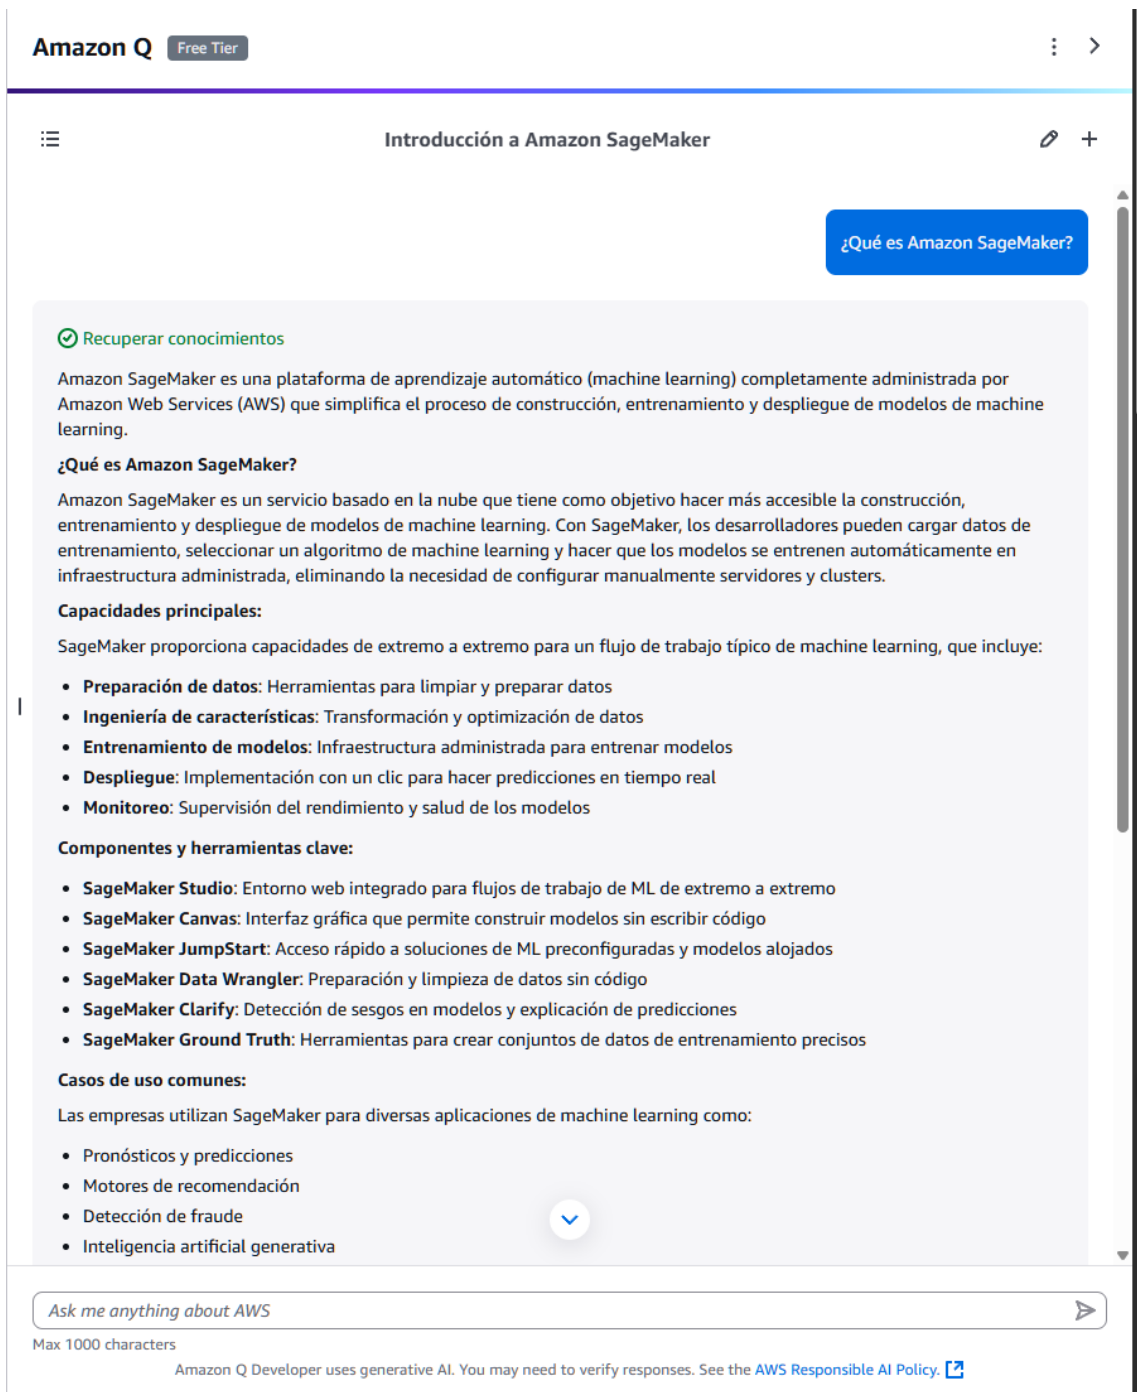 Amazon Q Free Tier
Introducción a Amazon SageMaker
¿Qué es Amazon SageMaker?
Recuperar conocimientos
Amazon SageMaker es una plataforma de aprendizaje automático (machine learning) completamente administrada por
Amazon Web Services (AWS) que simplifica el proceso de construcción, entrenamiento y despliegue de modelos de machine
learning.
¿Qué es Amazon SageMaker?
Amazon SageMaker es un servicio basado en la nube que tiene como objetivo hacer más accesible la construcción,
entrenamiento y despliegue de modelos de machine learning. Con SageMaker, los desarrolladores pueden cargar datos de
entrenamiento, seleccionar un algoritmo de machine learning y hacer que los modelos se entrenen automáticamente en
infraestructura administrada, eliminando la necesidad de configurar manualmente servidores y clusters.
Capacidades principales:
SageMaker proporciona capacidades de extremo a extremo para un flujo de trabajo típico de machine learning, que incluye:
• Preparación de datos: Herramientas para limpiar y preparar datos
• Ingeniería de características: Transformación y optimización de datos
• Entrenamiento de modelos: Infraestructura administrada para entrenar modelos
• Despliegue: Implementación con un clic para hacer predicciones en tiempo real
• Monitoreo: Supervisión del rendimiento y salud de los modelos
Componentes y herramientas clave:
• SageMaker Studio: Entorno web integrado para flujos de trabajo de ML de extremo a extremo
• SageMaker Canvas: Interfaz gráfica que permite construir modelos sin escribir código
• SageMaker JumpStart: Acceso rápido a soluciones de ML preconfiguradas y modelos alojados
• SageMaker Data Wrangler: Preparación y limpieza de datos sin código
• SageMaker Clarify: Detección de sesgos en modelos y explicación de predicciones
• SageMaker Ground Truth: Herramientas para crear conjuntos de datos de entrenamiento precisos
Casos de uso comunes:
Las empresas utilizan SageMaker para diversas aplicaciones de machine learning como:
• Pronósticos y predicciones
• Motores de recomendación
• Detección de fraude
• Inteligencia artificial generativa
Ask me anything about AWS
Max 1000 characters
Amazon Q Developer uses generative AI. You may need to verify responses. See the AWS Responsible AI Policy.